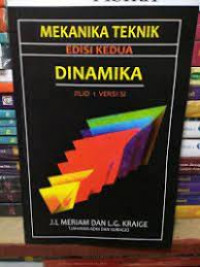 MEKANIKA TEKNIK
EDISI KEDUA
DINAMIKA
JILID 1 VERSI SI
J.L MERIAM DAN L.G. KRAIGE